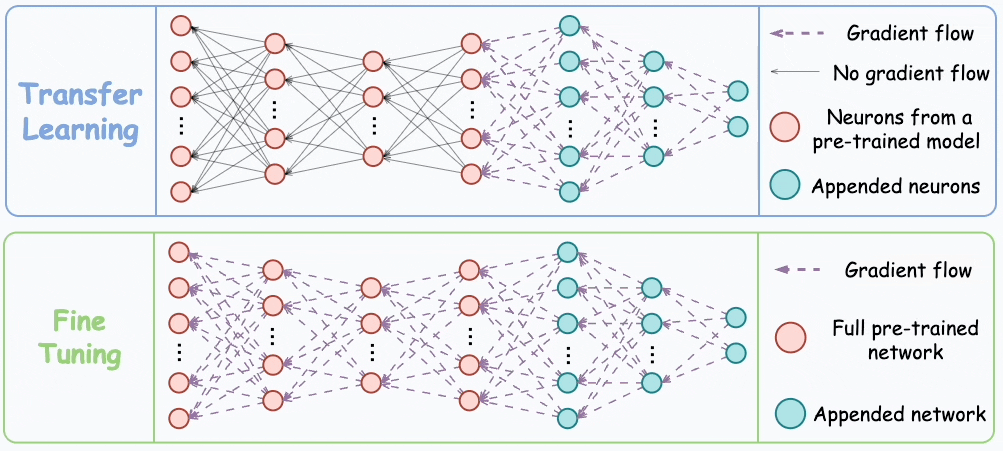 Transfer
Learning
Gradient flow
No gradient flow
Neurons from a
pre-trained model
Appended neurons
Fine
Tuning
Gradient flow
Full pre-trained
network
Appended network